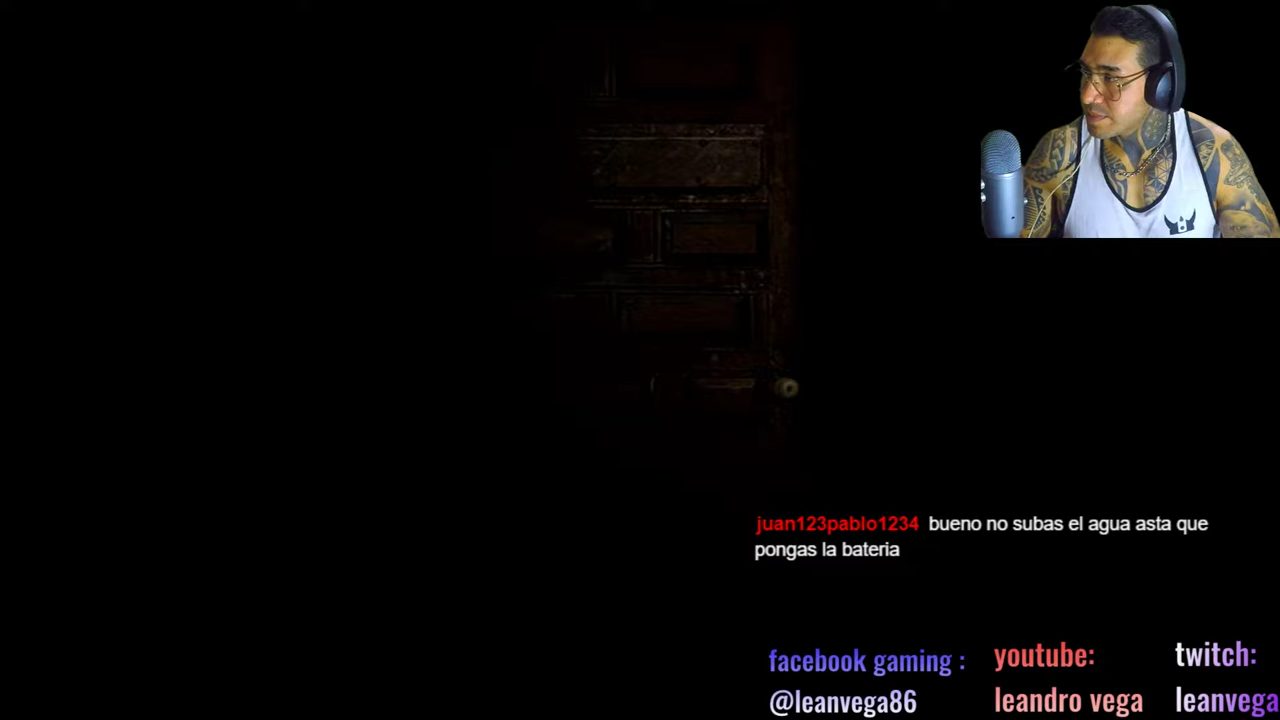 juan123pablo1234 bueno no subas el agua asta que
pongas la bateria
facebook gaming : youtube: twitch:
@leanvega86 leandro vega leanvega